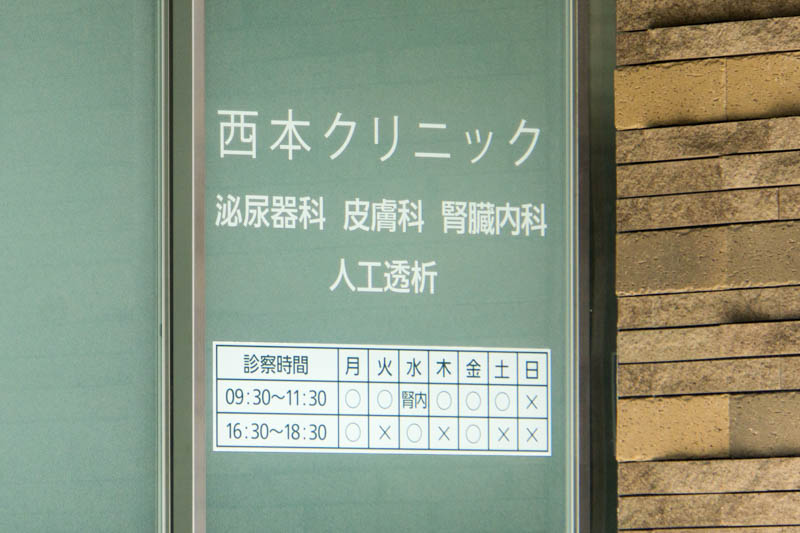 西本クリニック
泌尿器科 皮膚科 腎臓内科
人工透析
診察時間 月 火 水 木 金 土 日
09:30〜11:30 ○ ○ 腎内 ○ ○ ○ ×
16:30〜18:30 ○ × ○ × ○ × ×